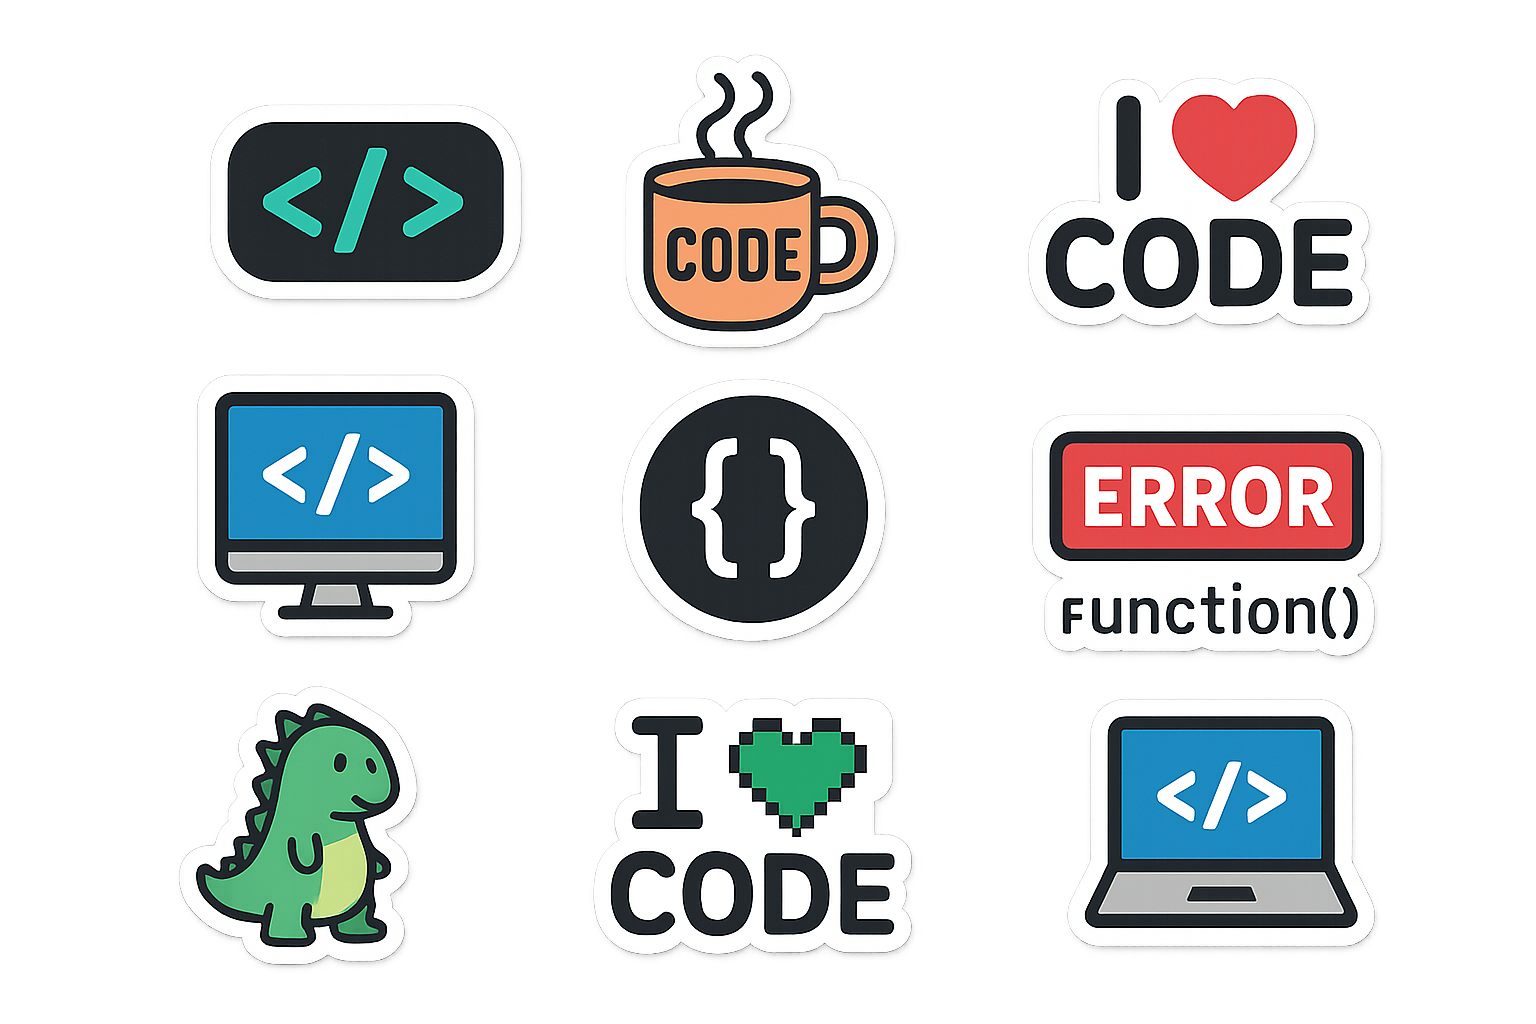 </>
CODE
I
CODE
</>
{}
ERROR
Function()
I
CODE
</>